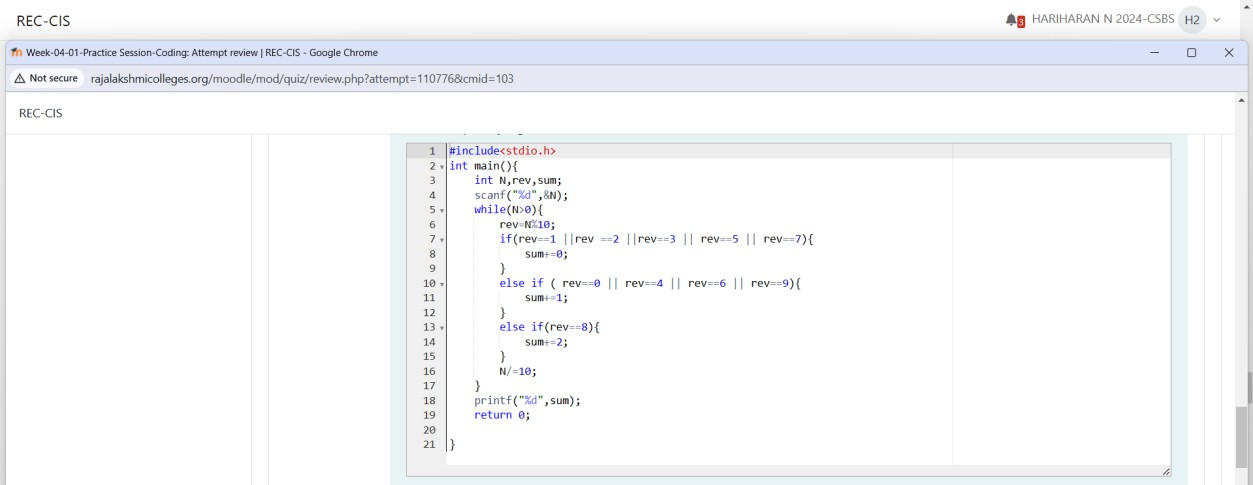 REC-CIS
3 HARIHARAN N 2024-CSBS H2
Week-04-01-Practice Session-Coding: Attempt review | REC-CIS - Google Chrome
Not secure rajalakshmicolleges.org/moodle/mod/quiz/review.php?attempt=110776&cmid=103
REC-CIS
1 #include<stdio.h>
2 int main(){
3     int N,rev,sum;
4     scanf("%d",&N);
5     while(N>0){
6         rev=N%10;
7         if(rev==1 ||rev ==2 ||rev==3 || rev==5 || rev==7){
8             sum+=0;
9         }
10         else if ( rev==0 || rev==4 || rev==6 || rev==9){
11             sum+=1;
12         }
13         else if(rev==8){
14             sum+=2;
15         }
16         N/=10;
17     }
18     printf("%d",sum);
19     return 0;
20
21 }